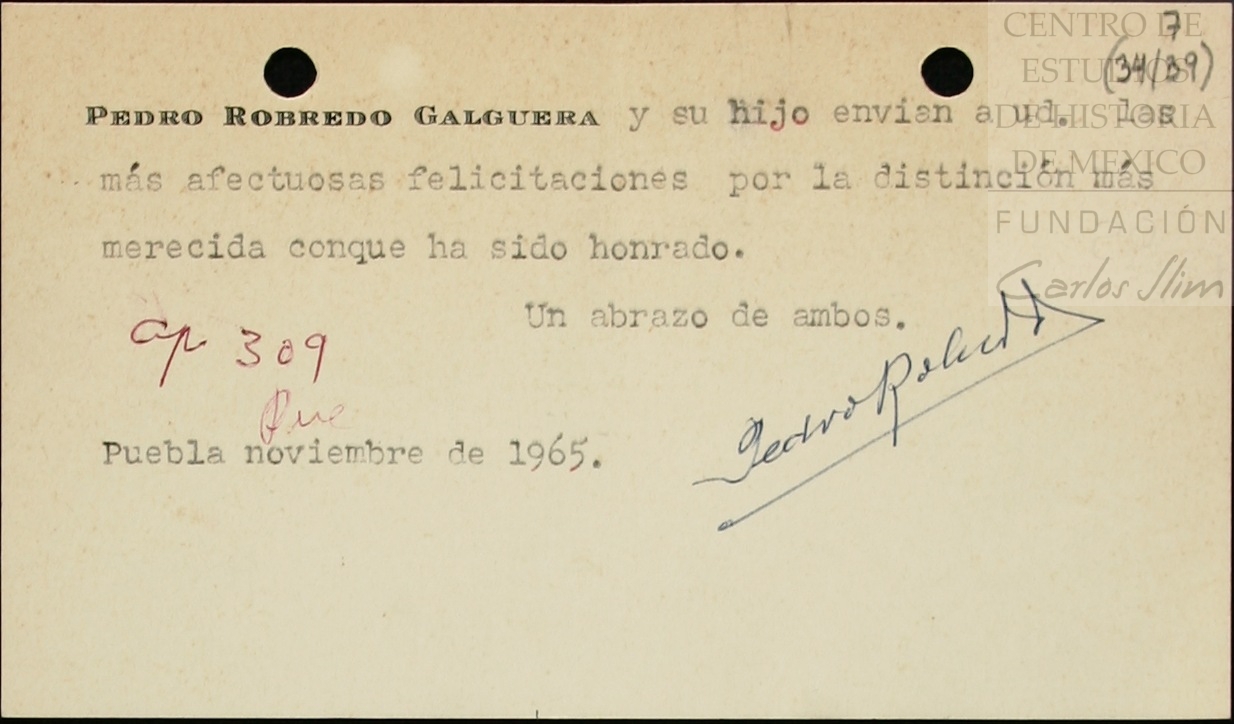 7
(34/39)
CENTRO DE
ESTUDIOS
DE HISTORIA
DE MEXICO
FUNDACIÓN
Carlos Slim
PEDRO ROBREDO GALGUERA y su hijo envian a ud. las
más afectuosas felicitaciones por la distinción más
merecida conque ha sido honrado.
Un abrazo de ambos.
ap. 309
Pue
Puebla noviembre de 1965.
Pedro Robredo